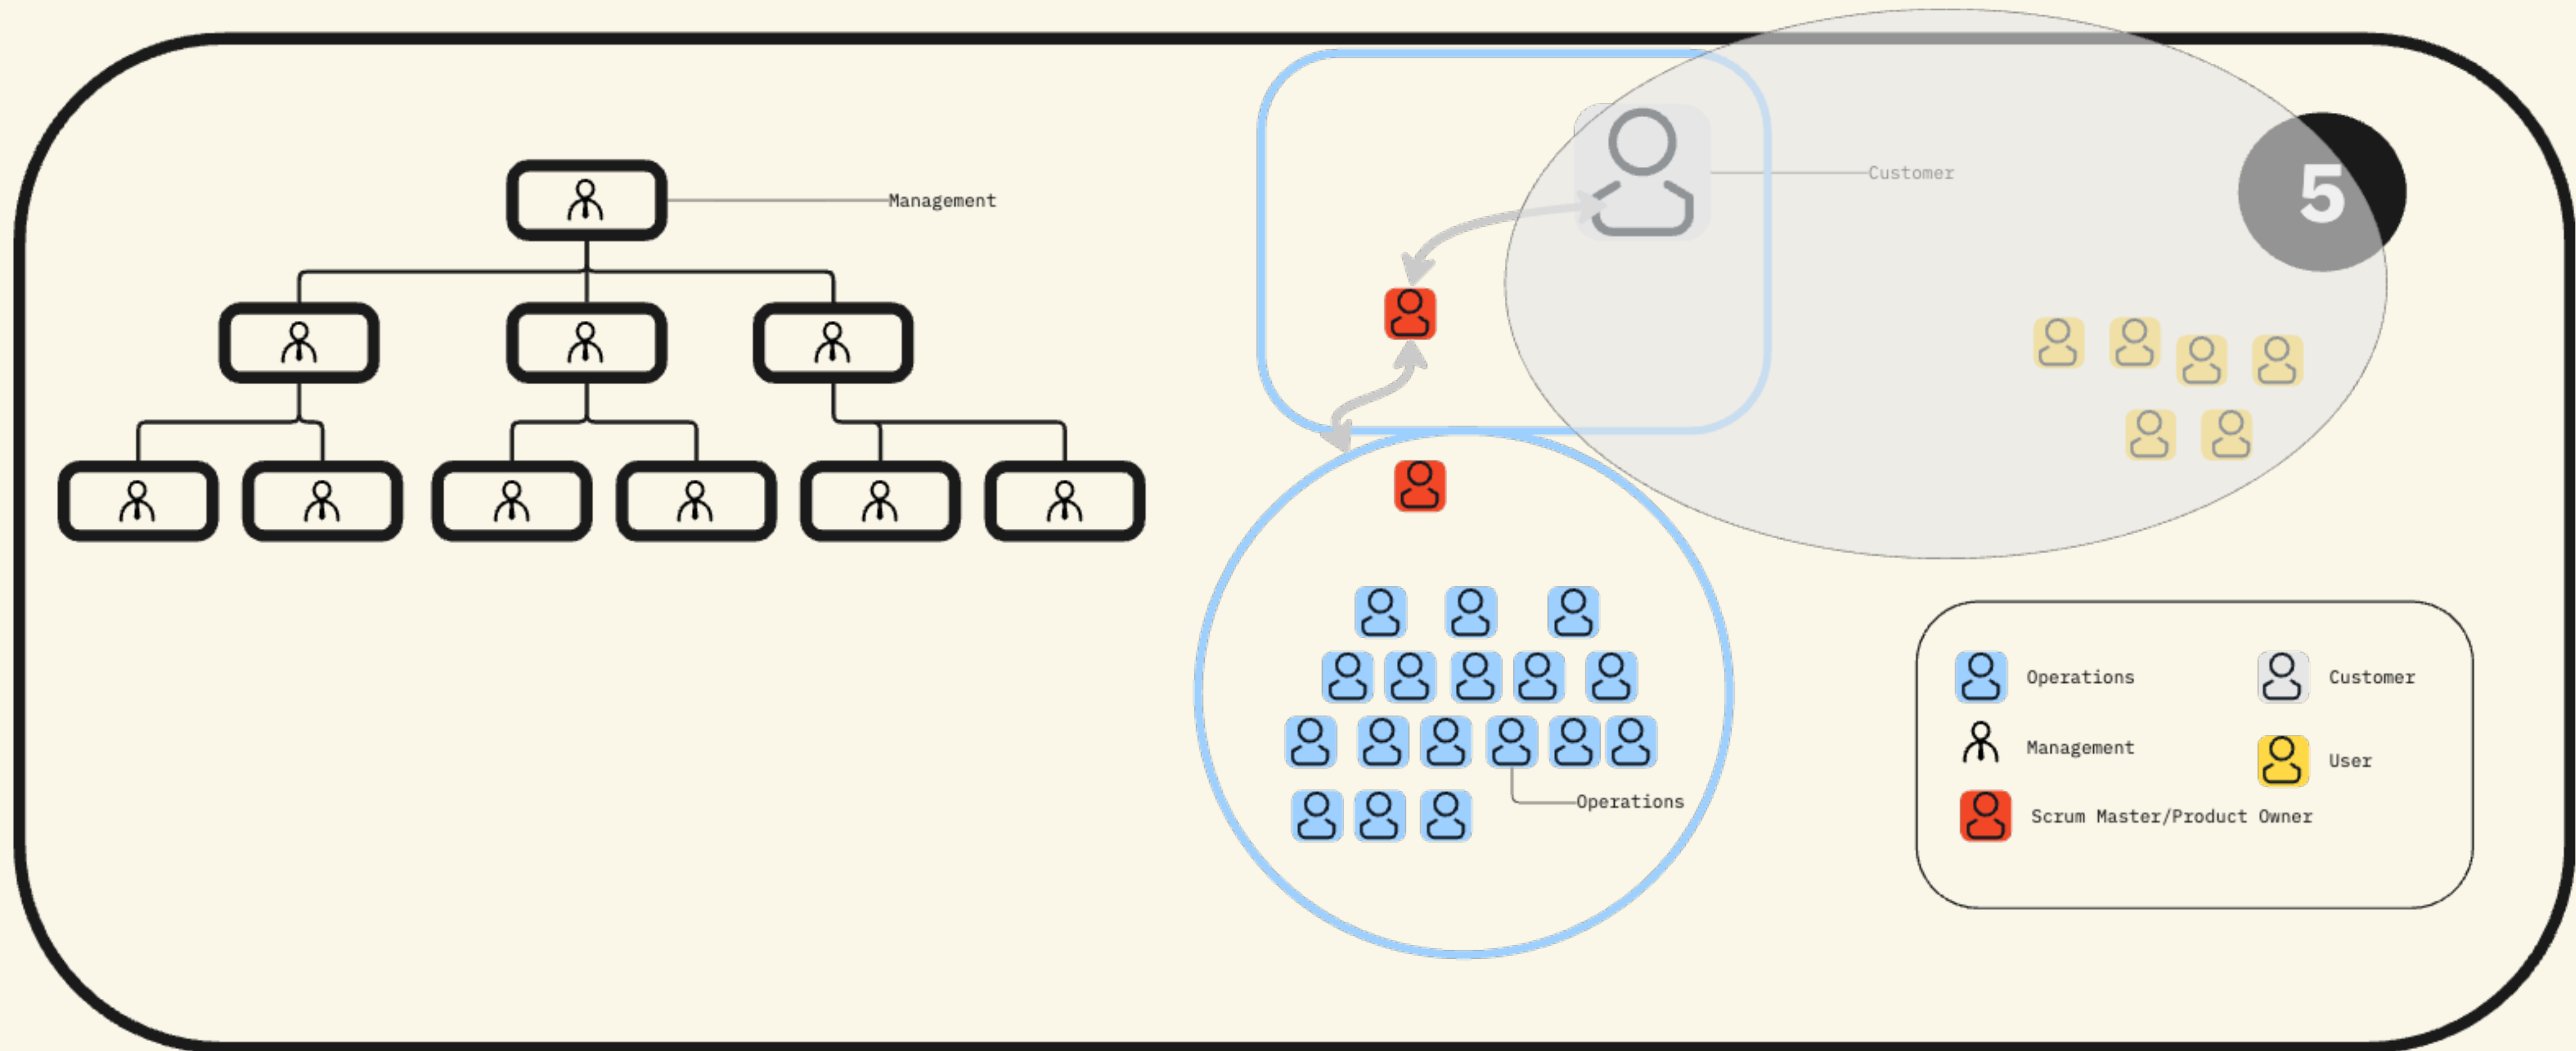 Management
Customer
5
Operations
Operations
Customer
Management
User
Scrum Master/Product Owner